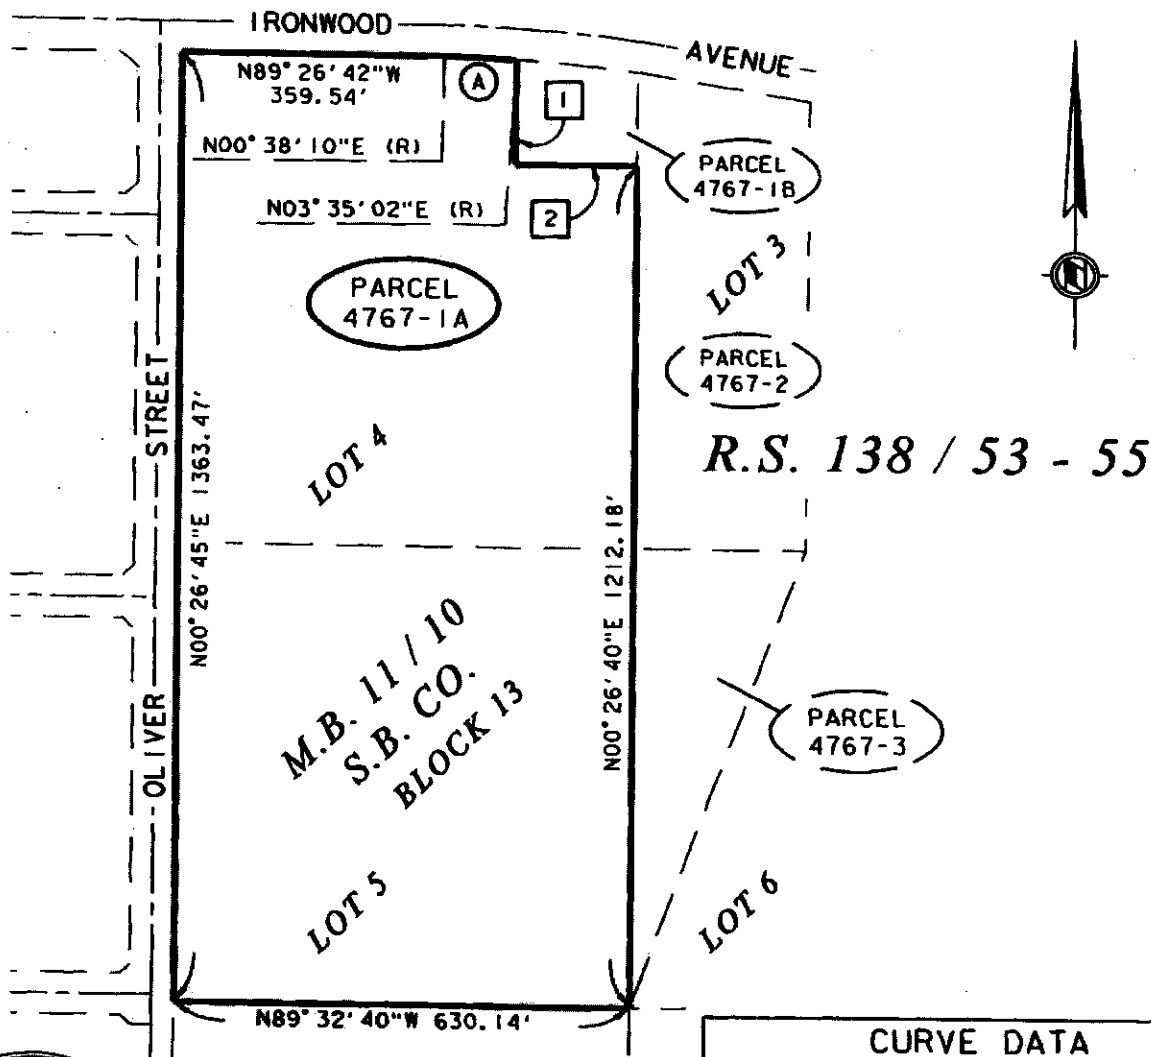 IRONWOOD AVENUE
N89°26'42"W
359.54'
A
1
N00°38'10"E (R)
N03°35'02"E (R)
2
PARCEL
4767-1B
LOT 3
PARCEL
4767-1A
PARCEL
4767-2
R.S. 138 / 53 - 55
LOT 4
OLIVER STREET
N00°26'45"E 1363.47'
N00°26'40"E 1212.18'
M.B. 11 / 10
S.B. CO.
BLOCK 13
PARCEL
4767-3
LOT 5
LOT 6
N89°32'40"W 630.14'
CURVE DATA